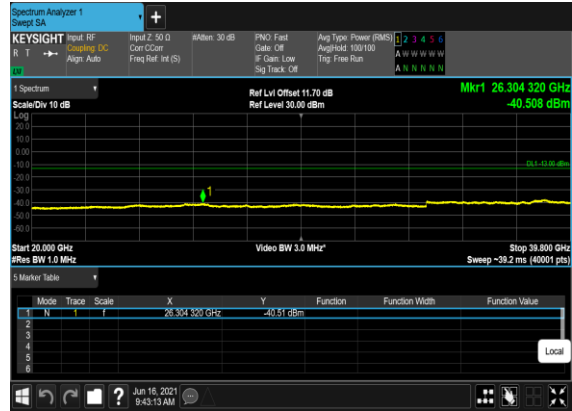 Spectrum Analyzer 1
Swept SA
+
KEYSIGHT
R T
LXI
Input: RF
Coupling: DC
Align: Auto
Input Z: 50 Ω
Corr CCorr
Freq Ref: Int (S)
#Atten: 30 dB
PNO: Fast
Gate: Off
IF Gain: Low
Sig Track: Off
Avg Type: Power (RMS)
Avg|Hold: 100/100
Trig: Free Run
1 2 3 4 5 6
A W W W W W
A N N N N N
1 Spectrum
Scale/Div 10 dB
Ref Lvl Offset 11.70 dB
Ref Level 30.00 dBm
Mkr1 26.304 320 GHz
-40.508 dBm
Log
20.0
10.0
0.00
-10.0
-20.0
-30.0
-40.0
-50.0
-60.0
DL1 -13.00 dBm
1
Start 20.000 GHz
#Res BW 1.0 MHz
Video BW 3.0 MHz*
Stop 39.800 GHz
Sweep ~39.2 ms (40001 pts)
5 Marker Table
Mode Trace Scale X Y Function Function Width Function Value
1 N 1 f 26.304 320 GHz -40.51 dBm
2
3
4
5
6
Local
?
Jun 16, 2021
9:43:13 AM